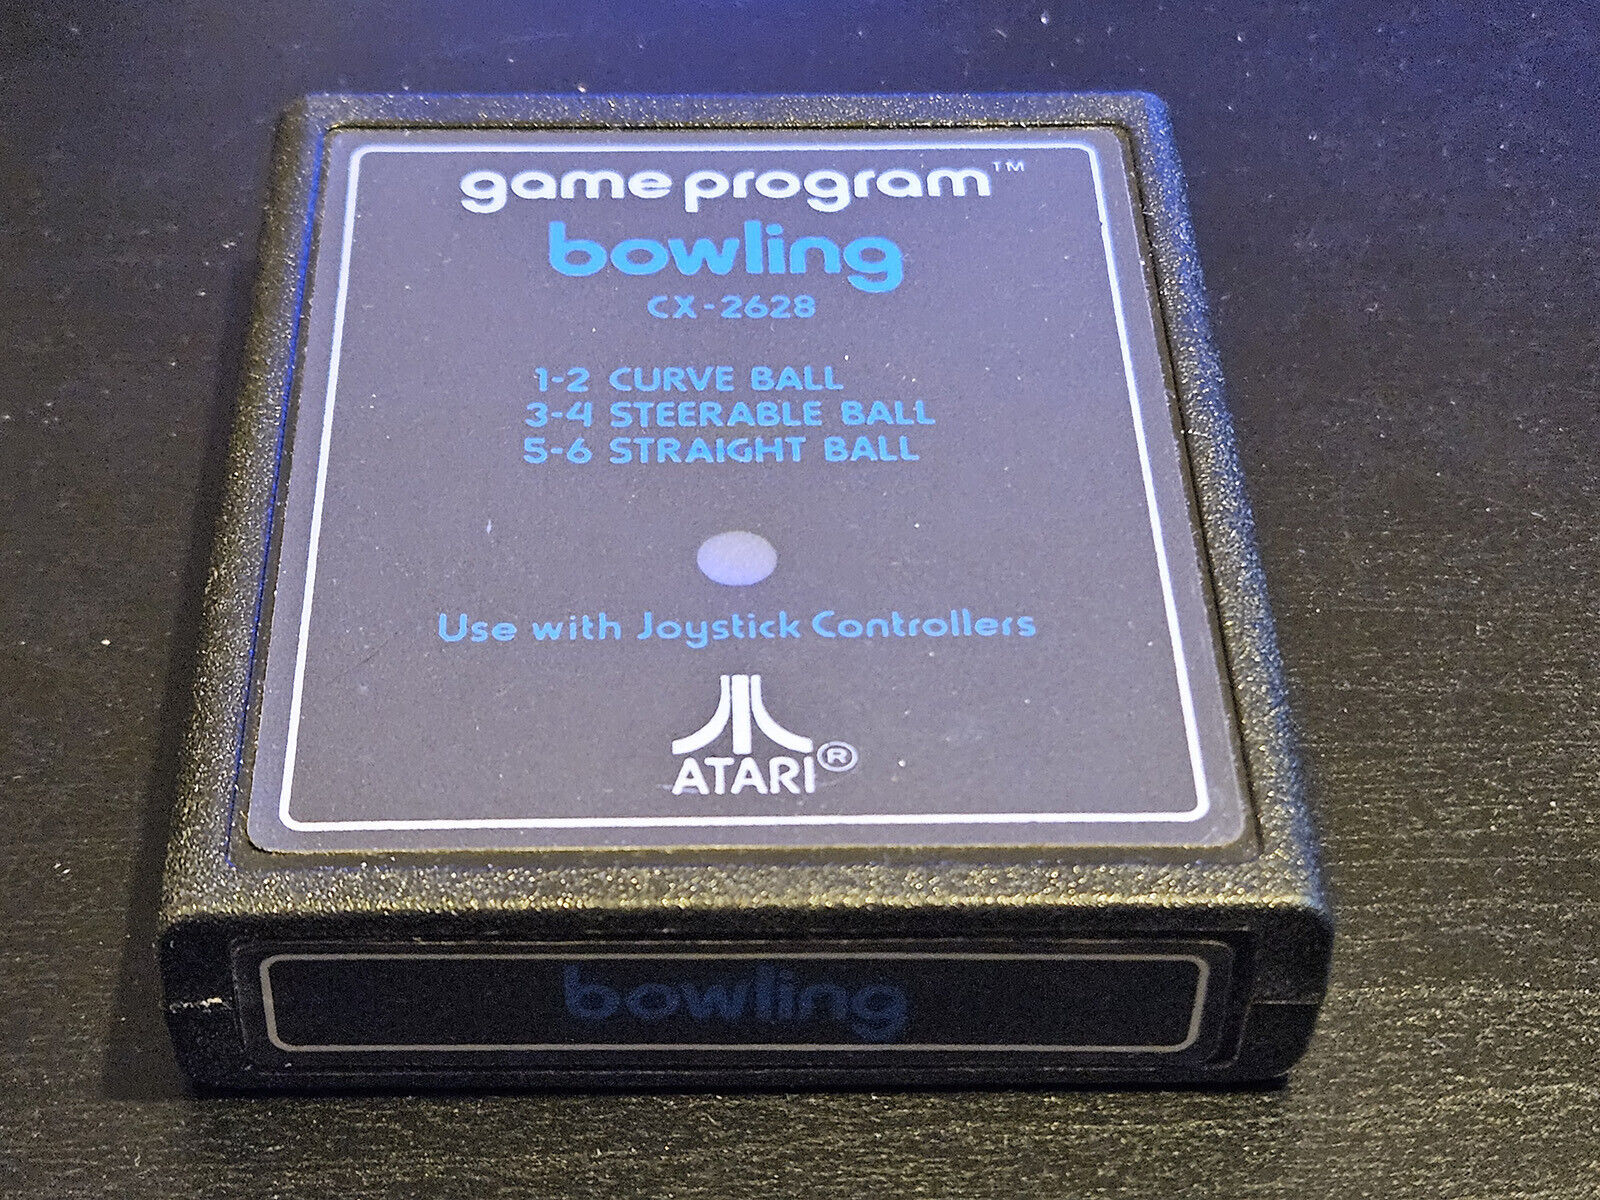 game program™
bowling
CX-2628
1-2 CURVE BALL
3-4 STEERABLE BALL
5-6 STRAIGHT BALL
Use with Joystick Controllers
ATARI®
bowling